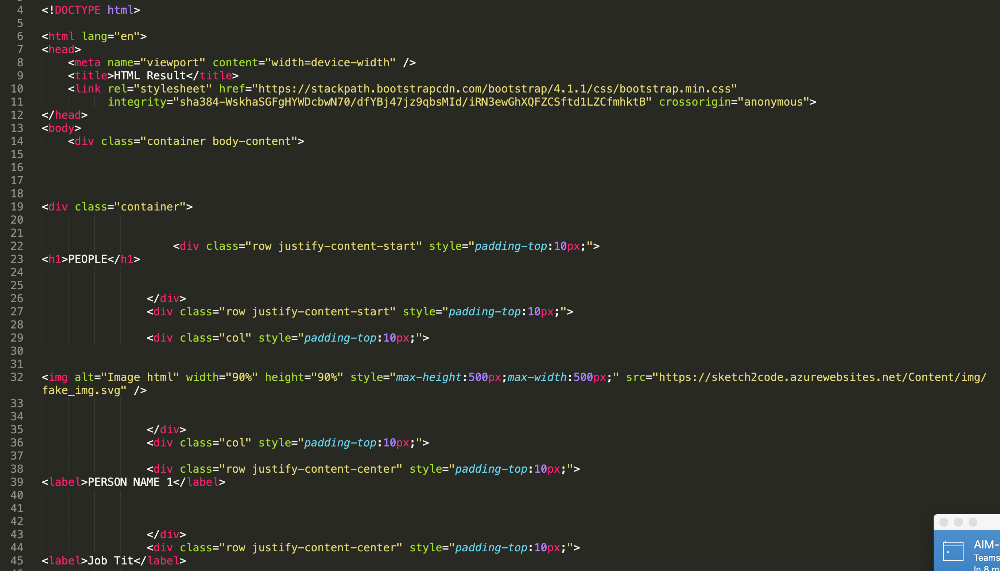 4 <!DOCTYPE html>
5
6 <html lang="en">
7 <head>
8 <meta name="viewport" content="width=device-width" />
9 <title>HTML Result</title>
10 <link rel="stylesheet" href="https://stackpath.bootstrapcdn.com/bootstrap/4.1.1/css/bootstrap.min.css"
11 integrity="sha384-WskhaSGFgHYWDcbwN70/dfYBj47jz9qbsMId/iRN3ewGhXQFZCSftd1LZCfmhktB" crossorigin="anonymous">
12 </head>
13 <body>
14 <div class="container body-content">
15
16
17
18
19 <div class="container">
20
21
22 <div class="row justify-content-start" style="padding-top:10px;">
23 <h1>PEOPLE</h1>
24
25
26 </div>
27 <div class="row justify-content-start" style="padding-top:10px;">
28
29 <div class="col" style="padding-top:10px;">
30
31
32 <img alt="Image html" width="90%" height="90%" style="max-height:500px;max-width:500px;" src="https://sketch2code.azurewebsites.net/Content/img/
fake_img.svg" />
33
34
35 </div>
36 <div class="col" style="padding-top:10px;">
37
38 <div class="row justify-content-center" style="padding-top:10px;">
39 <label>PERSON NAME 1</label>
40
41
42
43 </div>
44 <div class="row justify-content-center" style="padding-top:10px;">
45 <label>Job Tit</label>
AIM-
Teams
In 8 m